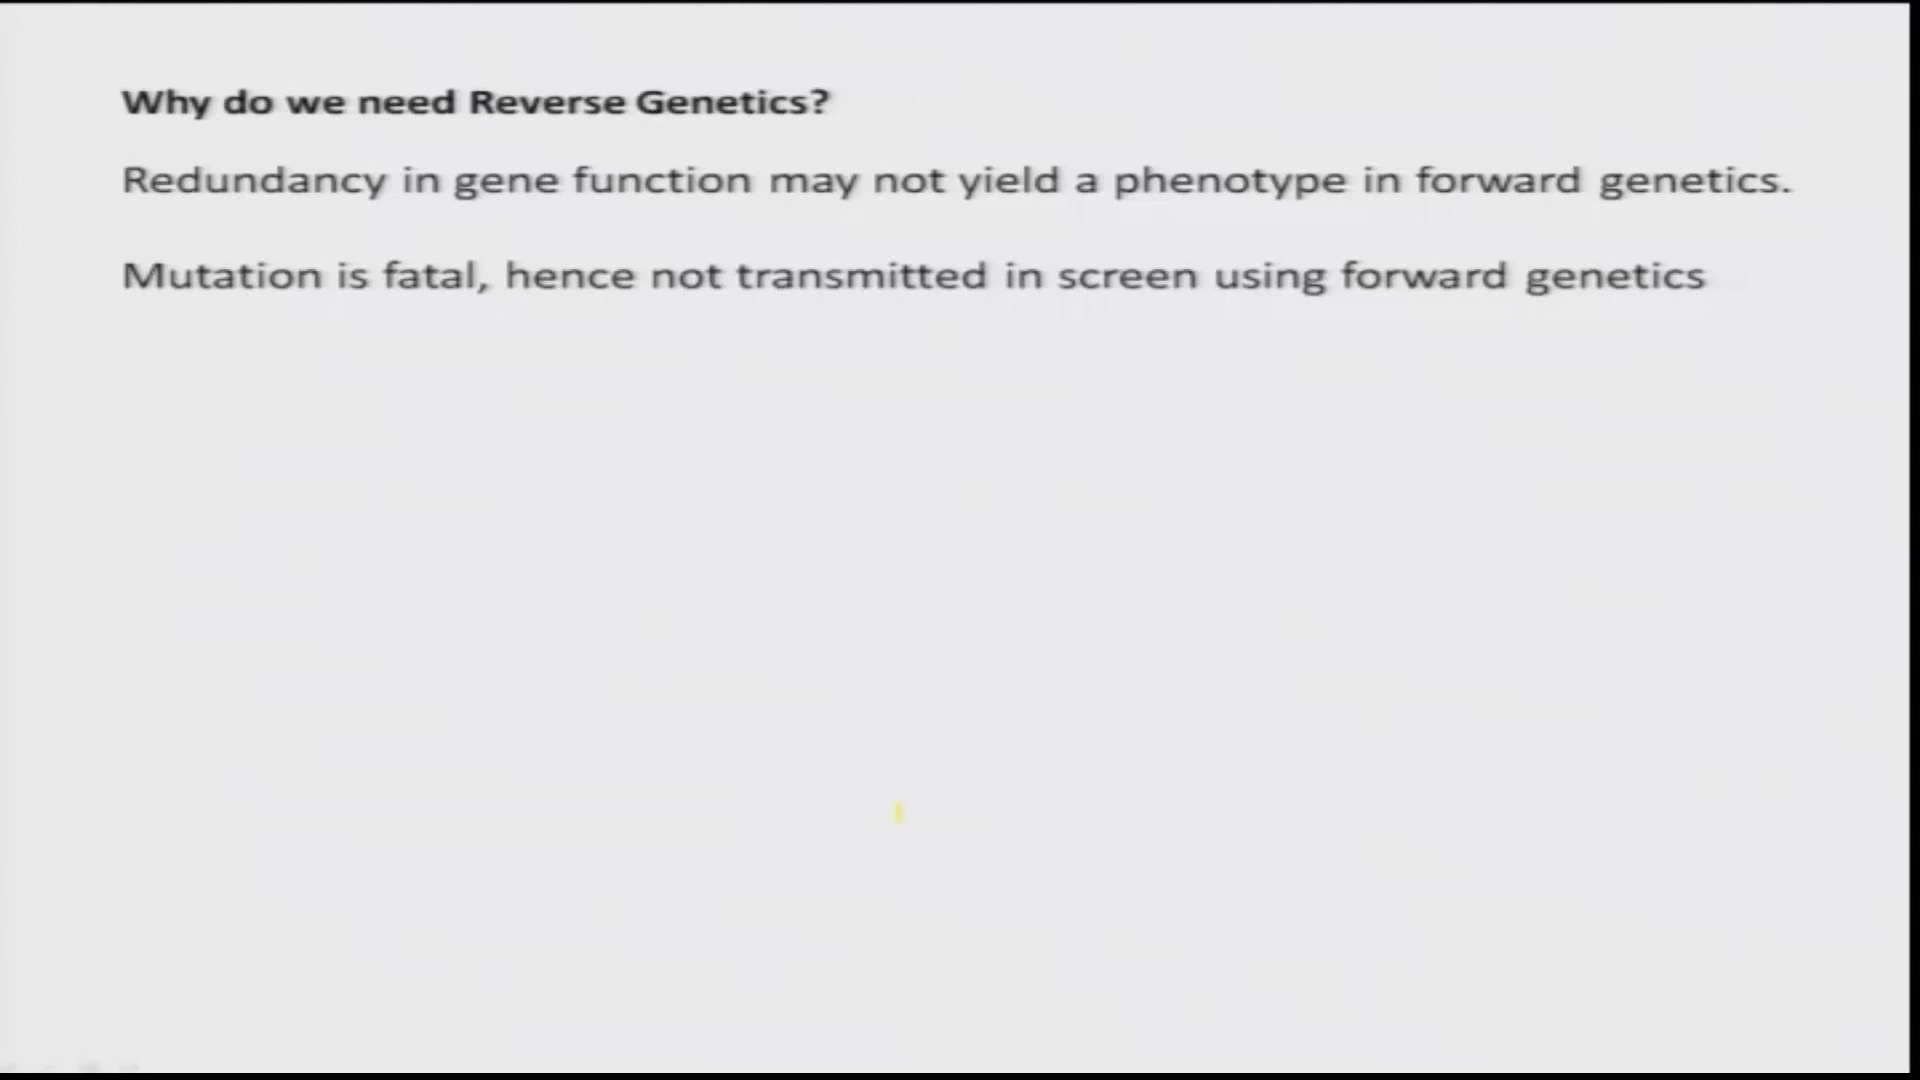 Why do we need Reverse Genetics?
Redundancy in gene function may not yield a phenotype in forward genetics.
Mutation is fatal, hence not transmitted in screen using forward genetics